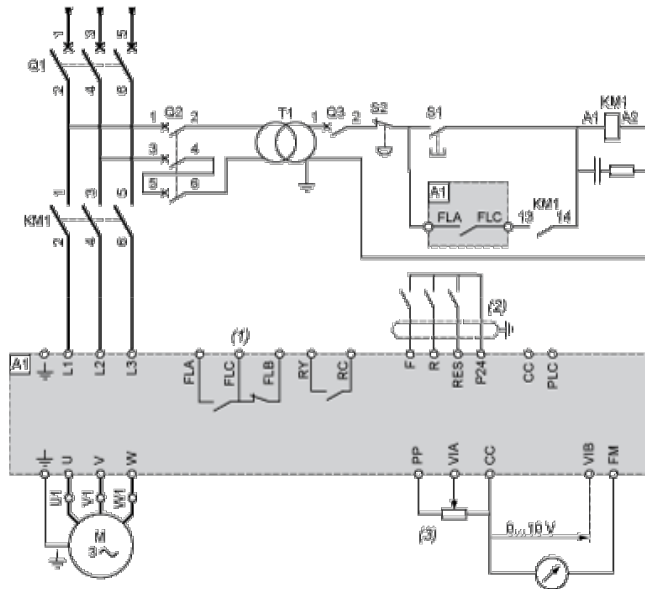 1 3 5
Q1
2 4 6
1 Q2 2
3 4
5 6
T1
1 Q3 2
S2
S1
KM1
A1 A2
A1
FLA FLC
KM1
13 14
1 3 5
KM1
2 4 6
(1)
(2)
A1
L1 L2 L3 FLA FLC FLB RY RC F R RES P24 CC PLC
U V W PP VIA CC VIB FM
U1 V1 W1
M
3
(3)
0...10 V